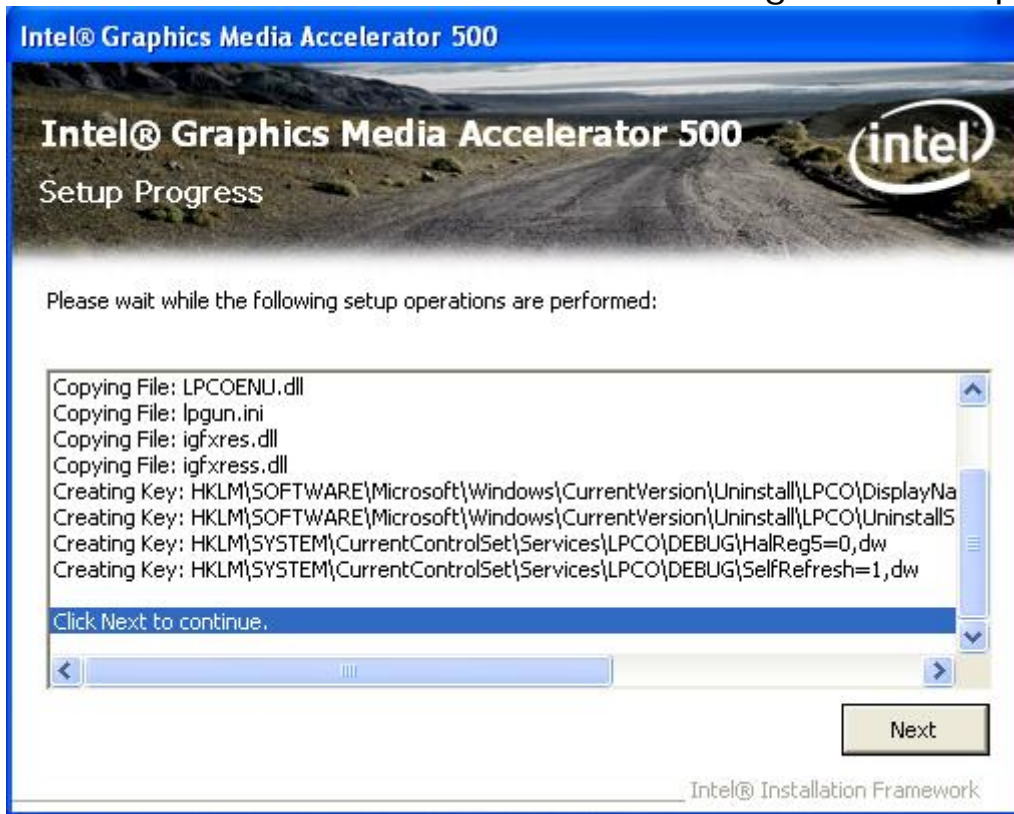 Intel® Graphics Media Accelerator 500
Intel® Graphics Media Accelerator 500
intel
Setup Progress
Please wait while the following setup operations are performed:
Copying File: LPCOENU.dll
Copying File: lpgun.ini
Copying File: igfxres.dll
Copying File: igfxress.dll
Creating Key: HKLM\SOFTWARE\Microsoft\Windows\CurrentVersion\Uninstall\LPCO\DisplayNa
Creating Key: HKLM\SOFTWARE\Microsoft\Windows\CurrentVersion\Uninstall\LPCO\UninstallS
Creating Key: HKLM\SYSTEM\CurrentControlSet\Services\LPCO\DEBUG\HalReg5=0,dw
Creating Key: HKLM\SYSTEM\CurrentControlSet\Services\LPCO\DEBUG\SelfRefresh=1,dw
Click Next to continue.
Next
Intel® Installation Framework